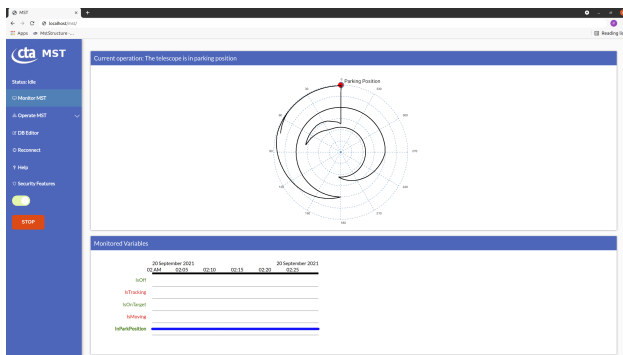 MST
localhost/mst/
Apps
MstStructure -...
Reading lis
cta MST
Status: Idle
Monitor MST
Operate MST
DB Editor
Reconnect
Help
Security Features
STOP
Current operation: The telescope is in parking position
Parking Position
Monitored Variables
20 September 2021 20 September 2021
02 AM 02:05 02:10 02:15 02:20 02:25
IsOff
IsTracking
IsOnTarget
IsMoving
InParkPosition